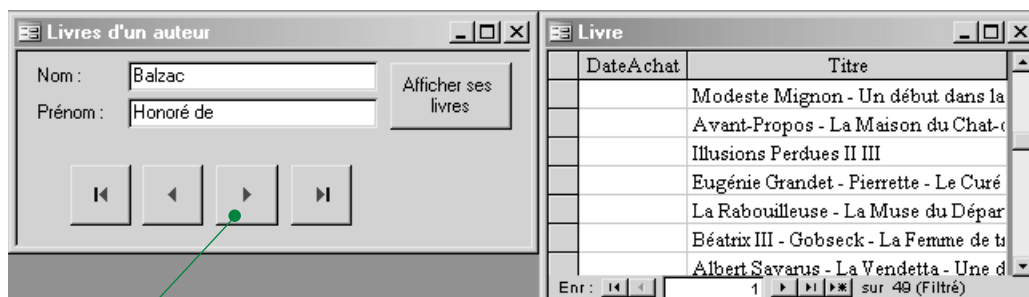 Livres d'un auteur
Nom :
Balzac
Prénom :
Honoré de
Afficher ses
livres
Livre
DateAchat
Titre
Modeste Mignon - Un début dans la
Avant-Propos - La Maison du Chat-
Illusions Perdues II III
Eugénie Grandet - Pierrette - Le Curé
La Rabouilleuse - La Muse du Dépar
Béatrix III - Gobseck - La Femme de
Albert Savarus - La Vendetta - Une d
Enr : 1 sur 49 (Filtré)